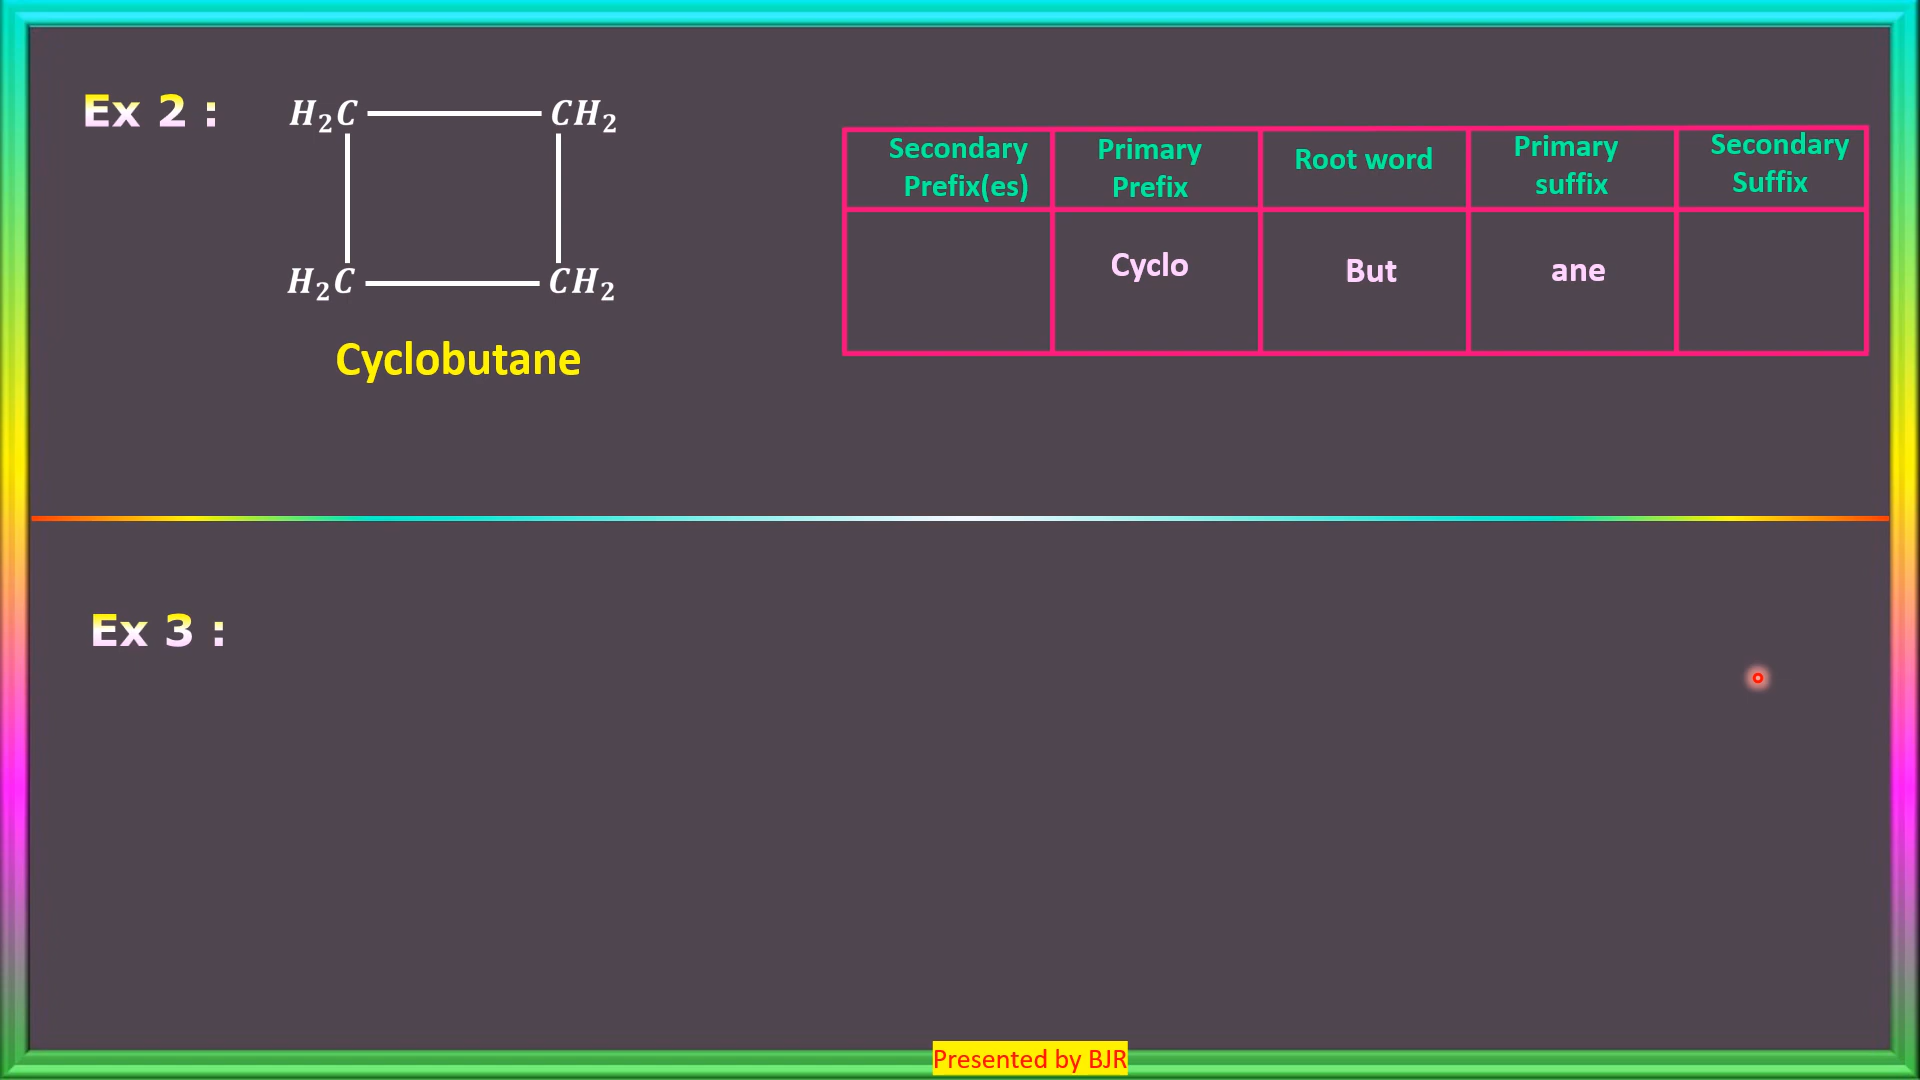 Ex 2 :
H₂C CH₂
H₂C CH₂
Cyclobutane
Secondary Prefix(es) Primary Prefix Root word Primary suffix Secondary Suffix
Cyclo But ane
Ex 3 :
Presented by BJR